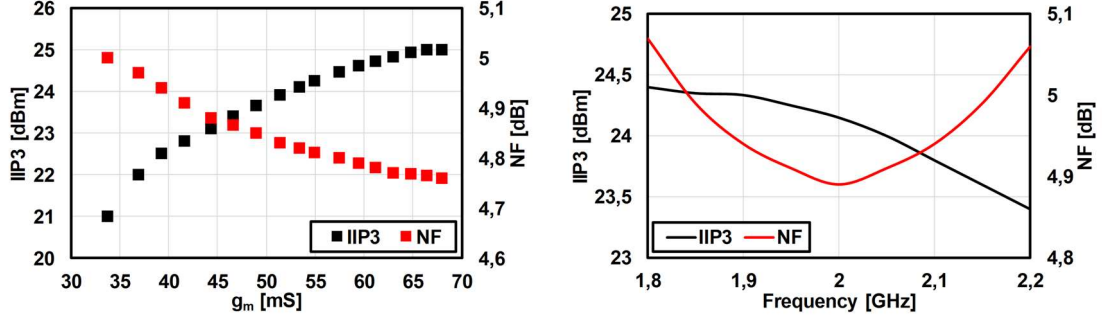 26
25
24
23
22
21
20
IIP3 [dBm]
5,1
5
4,9
4,8
4,7
4,6
NF [dB]
IIP3 NF
30 35 40 45 50 55 60 65 70
gm [mS]
25
24,5
24
23,5
23
IIP3 [dBm]
5,1
5
4,9
4,8
NF [dB]
IIP3 NF
1,8 1,9 2 2,1 2,2
Frequency [GHz]